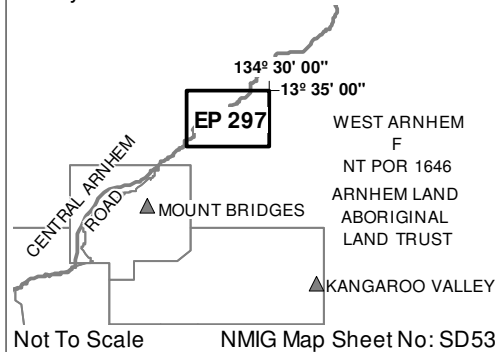 134º 30' 00"
13º 35' 00"
EP 297
WEST ARNHEM
F
NT POR 1646
ARNHEM LAND
ABORIGINAL
LAND TRUST
CENTRAL ARNHEM
ROAD
MOUNT BRIDGES
KANGAROO VALLEY
Not To Scale
NMIG Map Sheet No: SD53